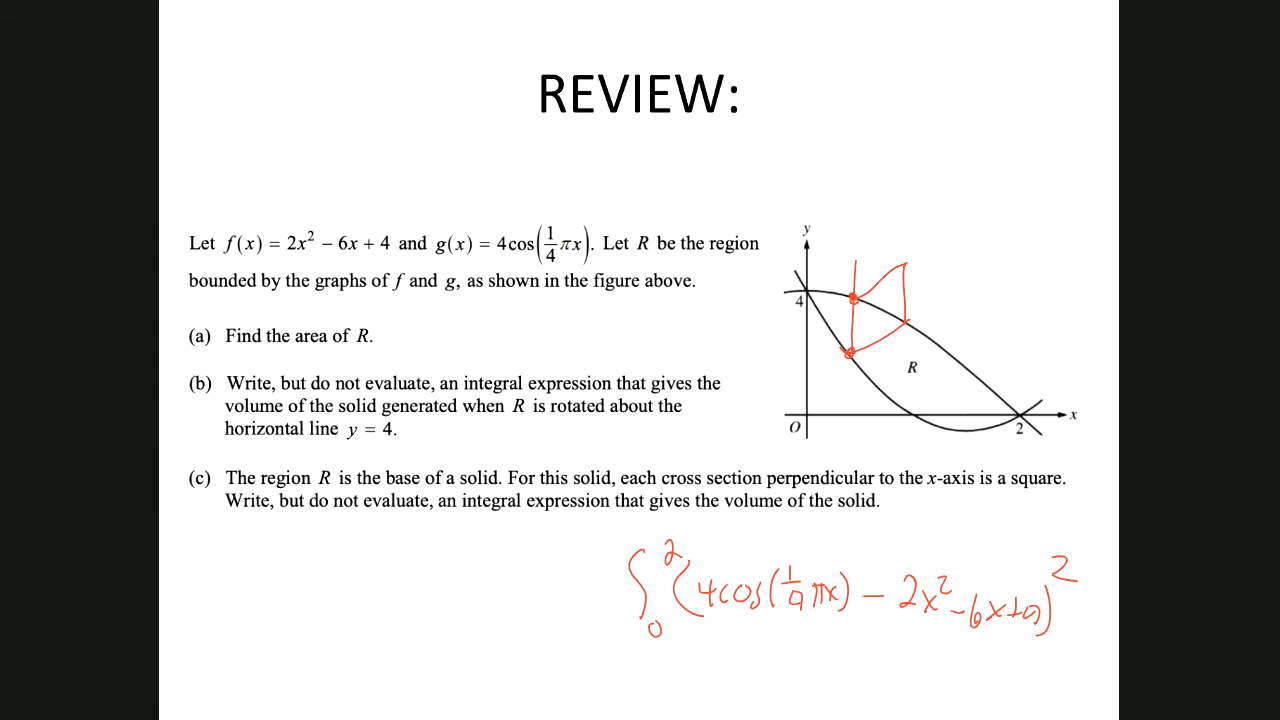 REVIEW:
Let f(x) = 2x² − 6x + 4 and g(x) = 4cos(1/4 πx). Let R be the region
bounded by the graphs of f and g, as shown in the figure above.
(a) Find the area of R.
(b) Write, but do not evaluate, an integral expression that gives the
volume of the solid generated when R is rotated about the
horizontal line y = 4.
y
4
R
O
2
x
(c) The region R is the base of a solid. For this solid, each cross section perpendicular to the x-axis is a square.
Write, but do not evaluate, an integral expression that gives the volume of the solid.
∫₀² (4cos(1/4 πx) − 2x² − 6x + 4)²